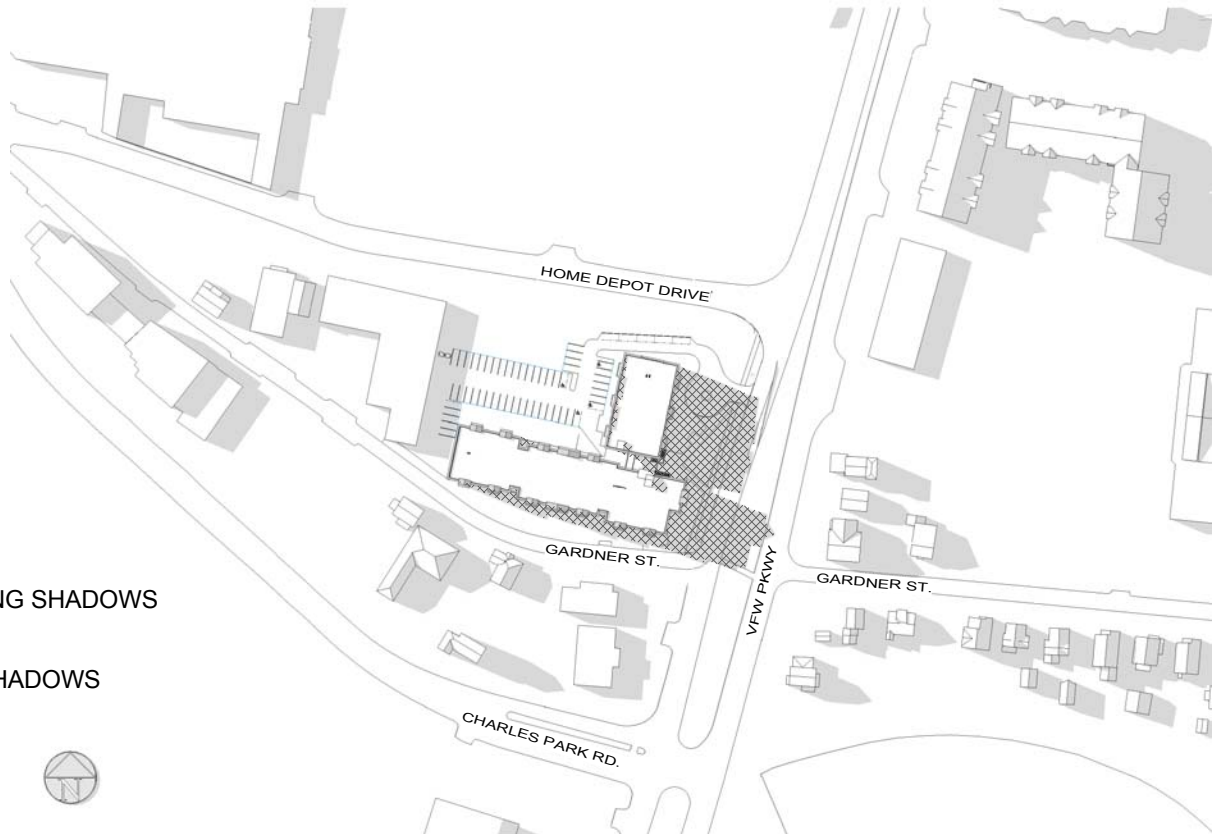 HOME DEPOT DRIVE
GARDNER ST.
GARDNER ST.
VFW PKWY
NG SHADOWS
HADOWS
CHARLES PARK RD.
N